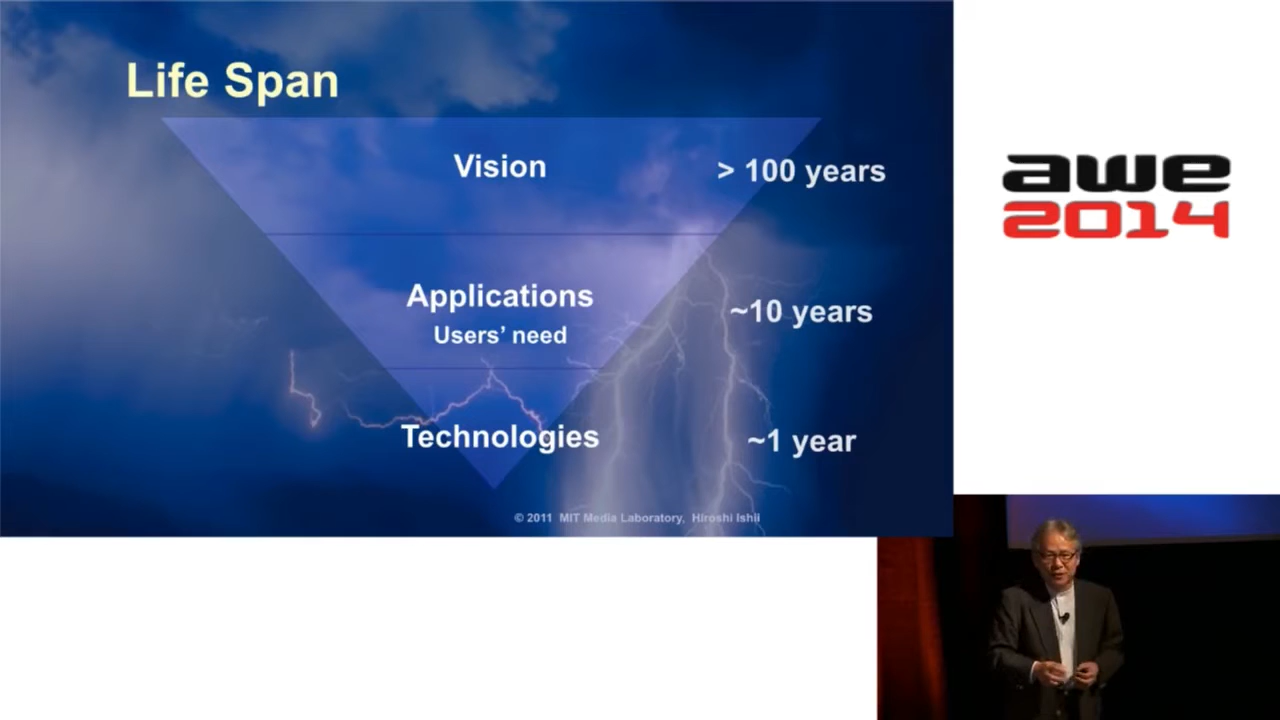 Life Span
Vision
> 100 years
Applications
Users’ need
~10 years
Technologies
~1 year
© 2011 MIT Media Laboratory, Hiroshi Ishii
awe
2014